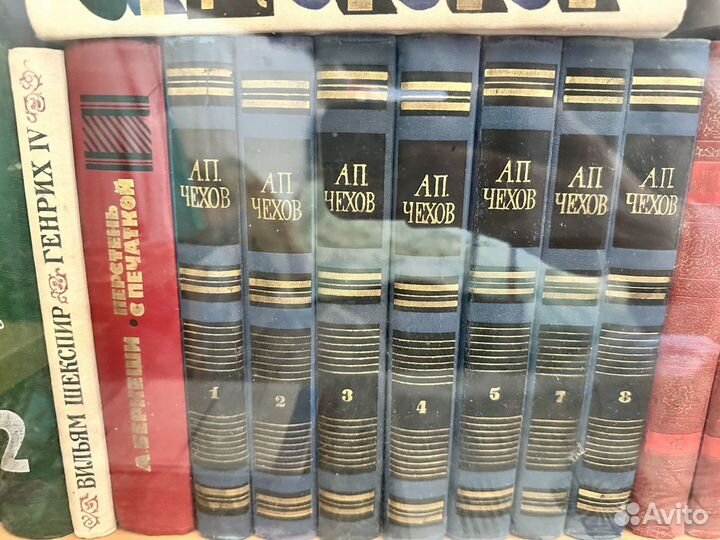 2
ВИЛЬЯМ ШЕКСПИР ГЕНРИХ IV
А.БЕРКЕШИ • ПЕРСТЕНЬ
С ПЕЧАТКОЙ
А.П.
ЧЕХОВ
1
А.П.
ЧЕХОВ
2
А.П.
ЧЕХОВ
3
А.П.
ЧЕХОВ
4
А.П.
ЧЕХОВ
5
А.П.
ЧЕХОВ
7
А.П.
ЧЕХОВ
8
Avito